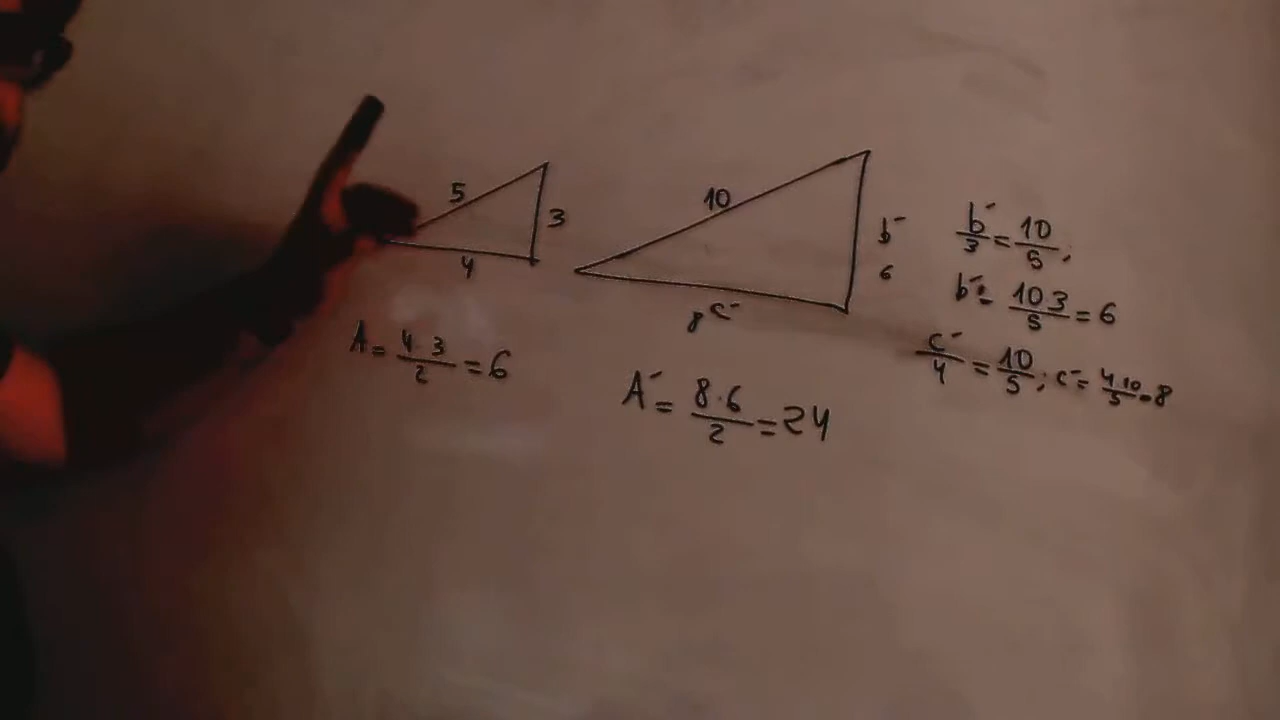 5
3
4
A = 4 3 / 2 = 6
10
b-
6
8 c-
A- = 8·6 / 2 = 24
b- / 3 = 10 / 5 ;
b- = 10 3 / 5 = 6
c- / 4 = 10 / 5 ; c- = 4 10 / 5 = 8